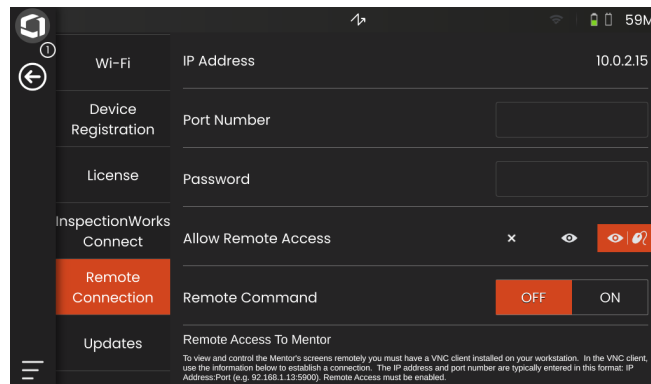 59M
1
Wi-Fi
IP Address
10.0.2.15
Device
Registration
Port Number
License
Password
InspectionWorks
Connect
Allow Remote Access
Remote
Connection
Remote Command
OFF
ON
Updates
Remote Access To Mentor
To view and control the Mentor's screens remotely you must have a VNC client installed on your workstation. In the VNC client,
use the information below to establish a connection. The IP address and port number are typically entered in this format: IP
Address:Port (e.g. 92.168.1.13:5900). Remote Access must be enabled.